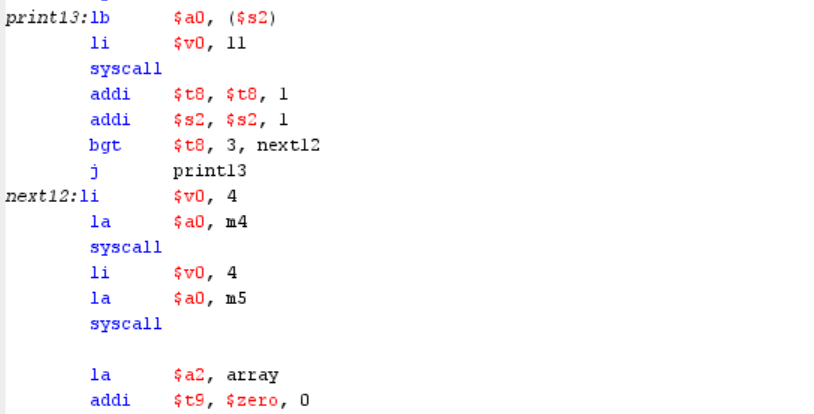 print13:lb $a0, ($s2)
li $v0, 11
syscall
addi $t8, $t8, 1
addi $s2, $s2, 1
bgt $t8, 3, next12
j print13
next12:li $v0, 4
la $a0, m4
syscall
li $v0, 4
la $a0, m5
syscall
la $a2, array
addi $t9, $zero, 0